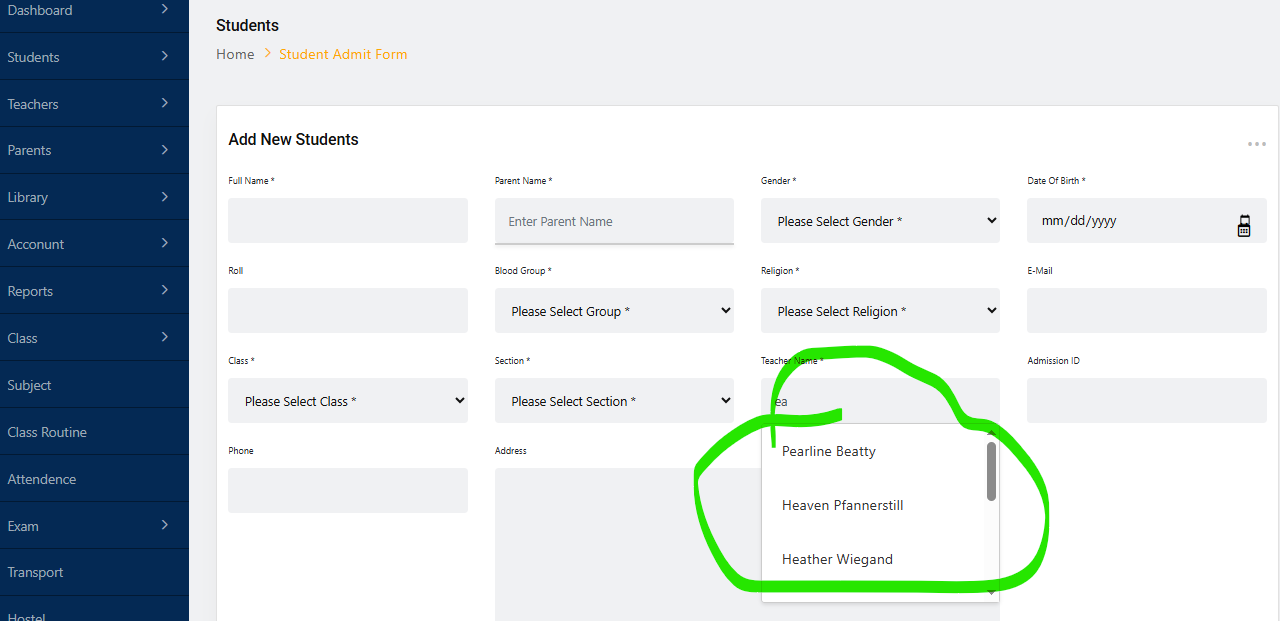 Dashboard
Students
Teachers
Parents
Library
Acconunt
Reports
Class
Subject
Class Routine
Attendence
Exam
Transport
Hostel
Students
Home > Student Admit Form
Add New Students
Full Name *
Parent Name *
Gender *
Date Of Birth *
Enter Parent Name
Please Select Gender *
mm/dd/yyyy
Roll
Blood Group *
Religion *
E-Mail
Please Select Group *
Please Select Religion *
Class *
Section *
Teacher Name *
Admission ID
Please Select Class *
Please Select Section *
ea
Phone
Address
Pearline Beatty
Heaven Pfannerstill
Heather Wiegand